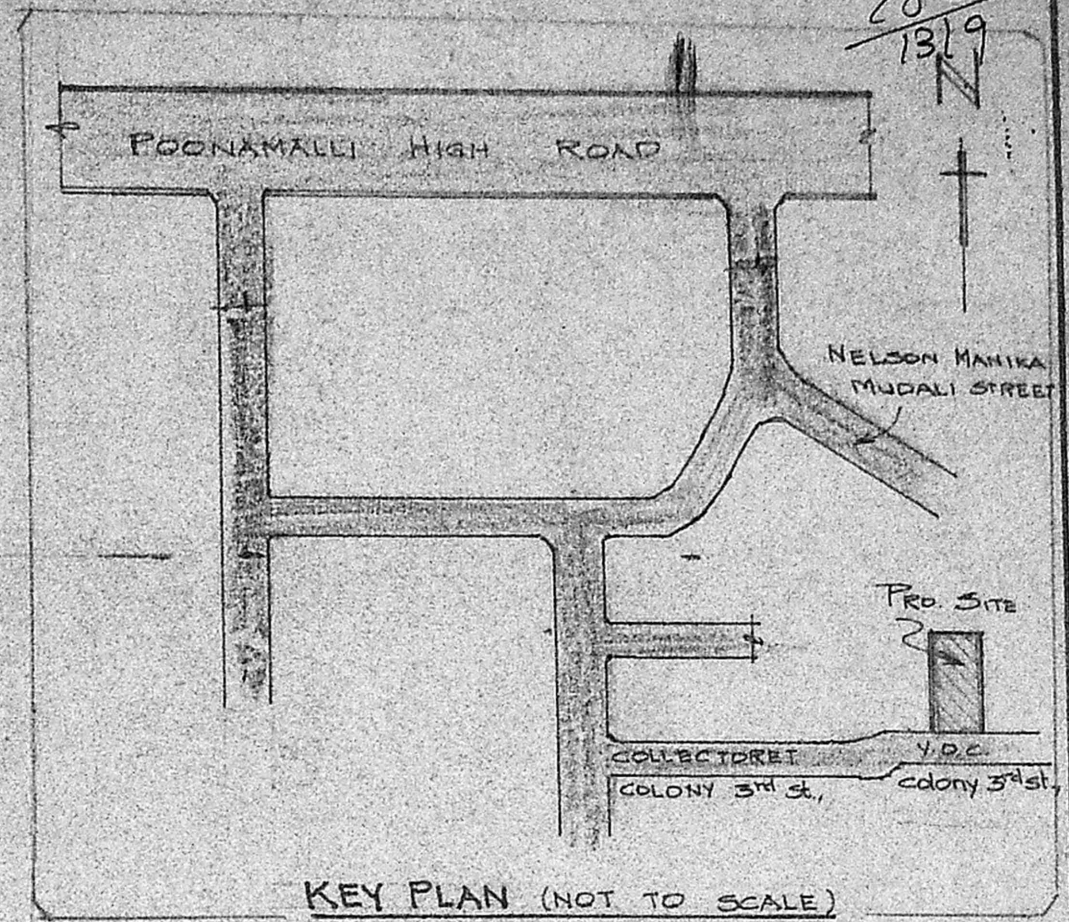 1319
N
POONAMALLI HIGH ROAD
NELSON MANIKA
MUDALI STREET
PRO. SITE
COLLECTORET
COLONY 3rd St.,
Y.O.C.
Colony 3rd st.,
KEY PLAN (NOT TO SCALE)